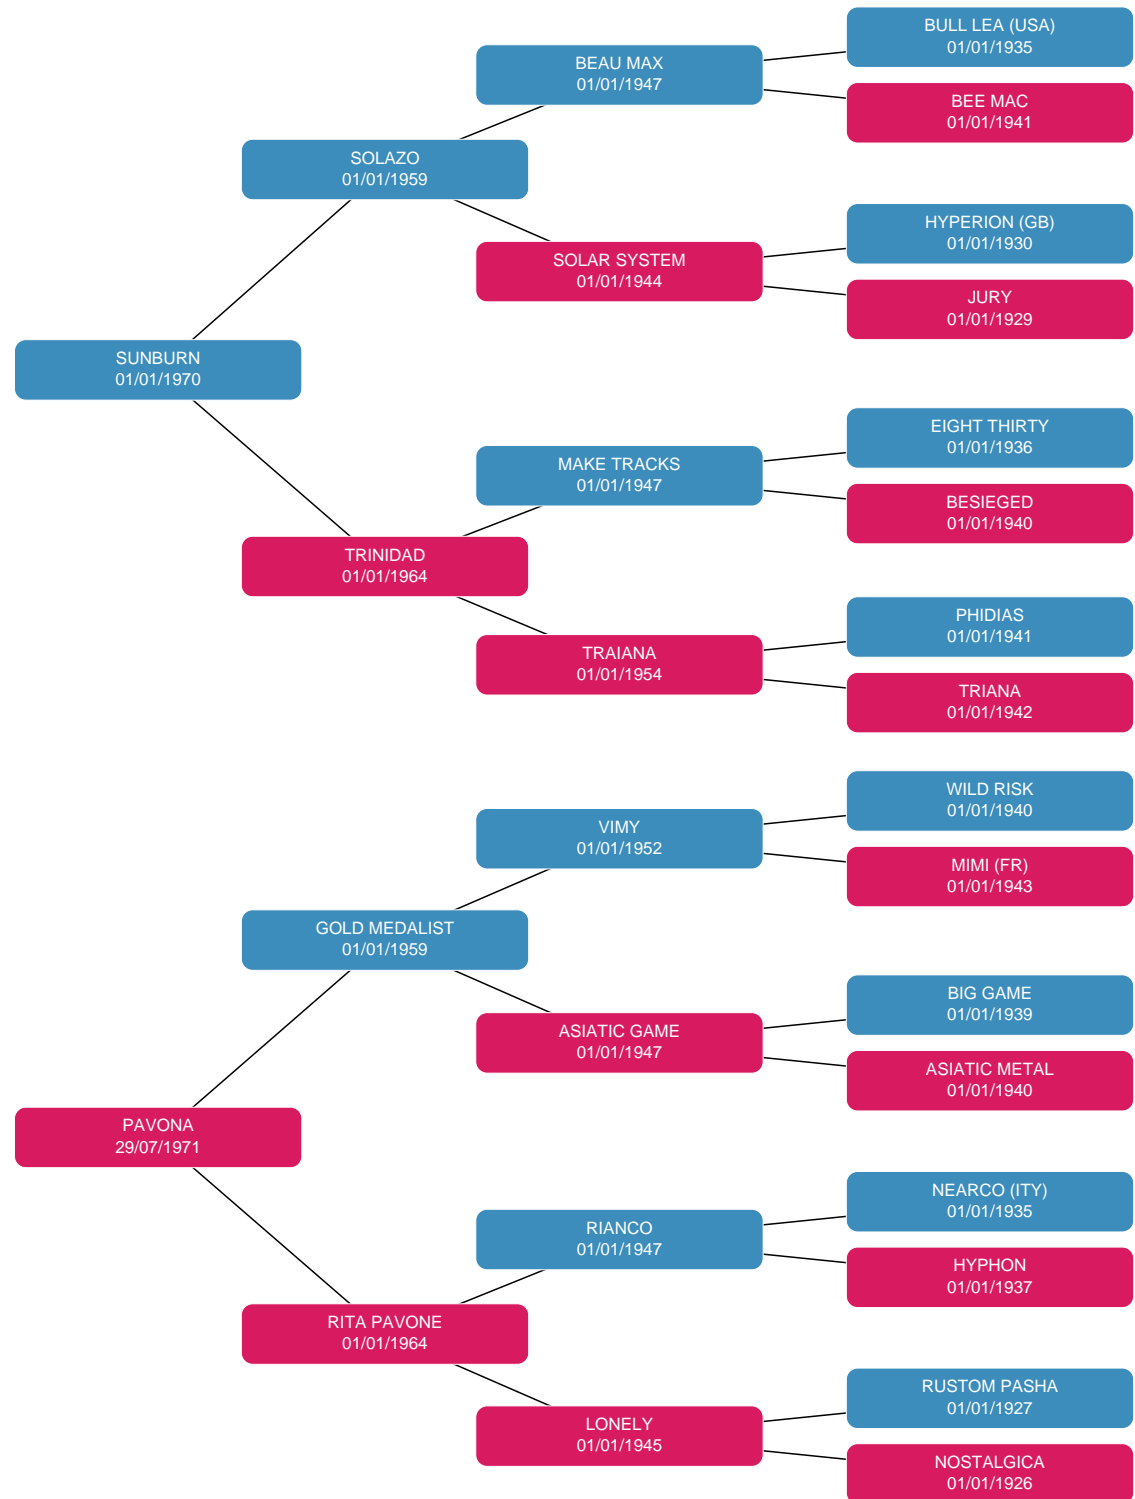 BULL LEA (USA)
01/01/1935
BEAU MAX
01/01/1947
BEE MAC
01/01/1941
SOLAZO
01/01/1959
HYPERION (GB)
01/01/1930
SOLAR SYSTEM
01/01/1944
JURY
01/01/1929
SUNBURN
01/01/1970
EIGHT THIRTY
01/01/1936
MAKE TRACKS
01/01/1947
BESIEGED
01/01/1940
TRINIDAD
01/01/1964
PHIDIAS
01/01/1941
TRAIANA
01/01/1954
TRIANA
01/01/1942
WILD RISK
01/01/1940
VIMY
01/01/1952
MIMI (FR)
01/01/1943
GOLD MEDALIST
01/01/1959
BIG GAME
01/01/1939
ASIATIC GAME
01/01/1947
ASIATIC METAL
01/01/1940
PAVONA
29/07/1971
NEARCO (ITY)
01/01/1935
RIANCO
01/01/1947
HYPHON
01/01/1937
RITA PAVONE
01/01/1964
RUSTOM PASHA
01/01/1927
LONELY
01/01/1945
NOSTALGICA
01/01/1926